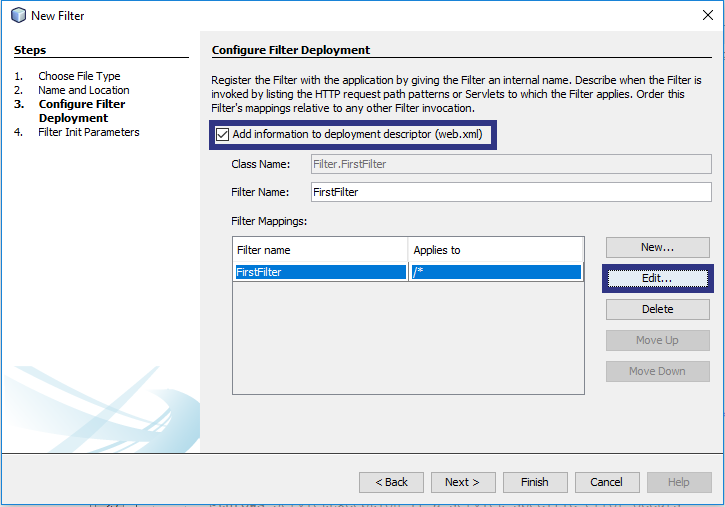 New Filter
Steps
1. Choose File Type
2. Name and Location
3. Configure Filter
Deployment
4. Filter Init Parameters
Configure Filter Deployment
Register the Filter with the application by giving the Filter an internal name. Describe when the Filter is
invoked by listing the HTTP request path patterns or Servlets to which the Filter applies. Order this
Filter's mappings relative to any other Filter invocation.
Add information to deployment descriptor (web.xml)
Class Name: Filter.FirstFilter
Filter Name: FirstFilter
Filter Mappings:
Filter name Applies to
FirstFilter /*
New...
Edit...
Delete
Move Up
Move Down
< Back Next > Finish Cancel Help